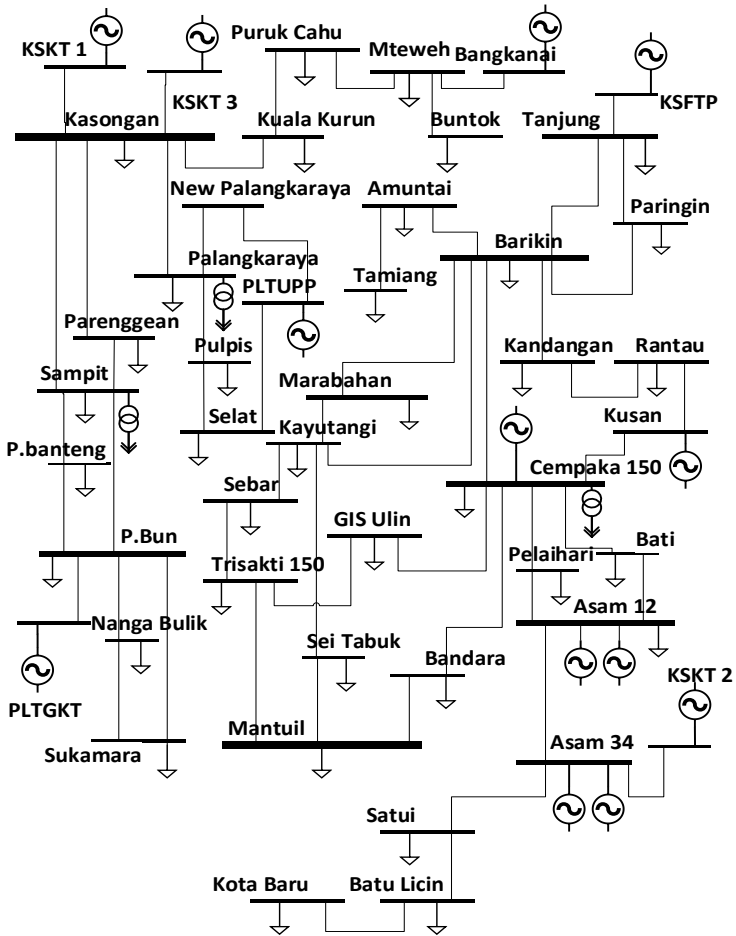 KSKT 1
KSKT 3
Puruk Cahu
Mteweh
Bangkanai
KSFTP
Kasongan
Kuala Kurun
Buntok
Tanjung
New Palangkaraya
Amuntai
Paringin
Barikin
Palangkaraya
Tamiang
PLTUPP
Parenggean
Pulpis
Kandangan
Rantau
Sampit
Marabahan
Selat
Kayutangi
Kusan
P.banteng
Cempaka 150
Sebar
GIS Ulin
P.Bun
Pelaihari
Bati
Trisakti 150
Nanga Bulik
Asam 12
Sei Tabuk
Bandara
KSKT 2
PLTGKT
Mantuil
Asam 34
Sukamara
Satui
Kota Baru
Batu Licin